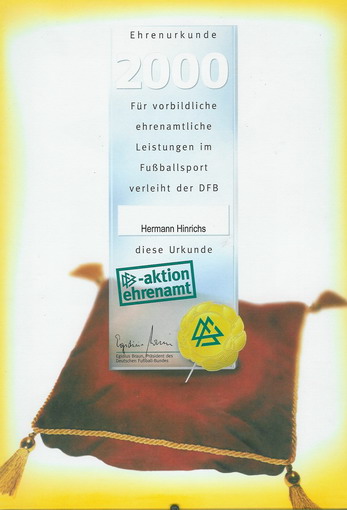 Ehrenurkunde
2000
Für vorbildliche
ehrenamtliche
Leistungen im
Fußballsport
verleiht der DFB
Hermann Hinrichs
diese Urkunde
DFB-aktion
ehrenamt
Egidius Braun, Präsident des
Deutschen Fußball-Bundes